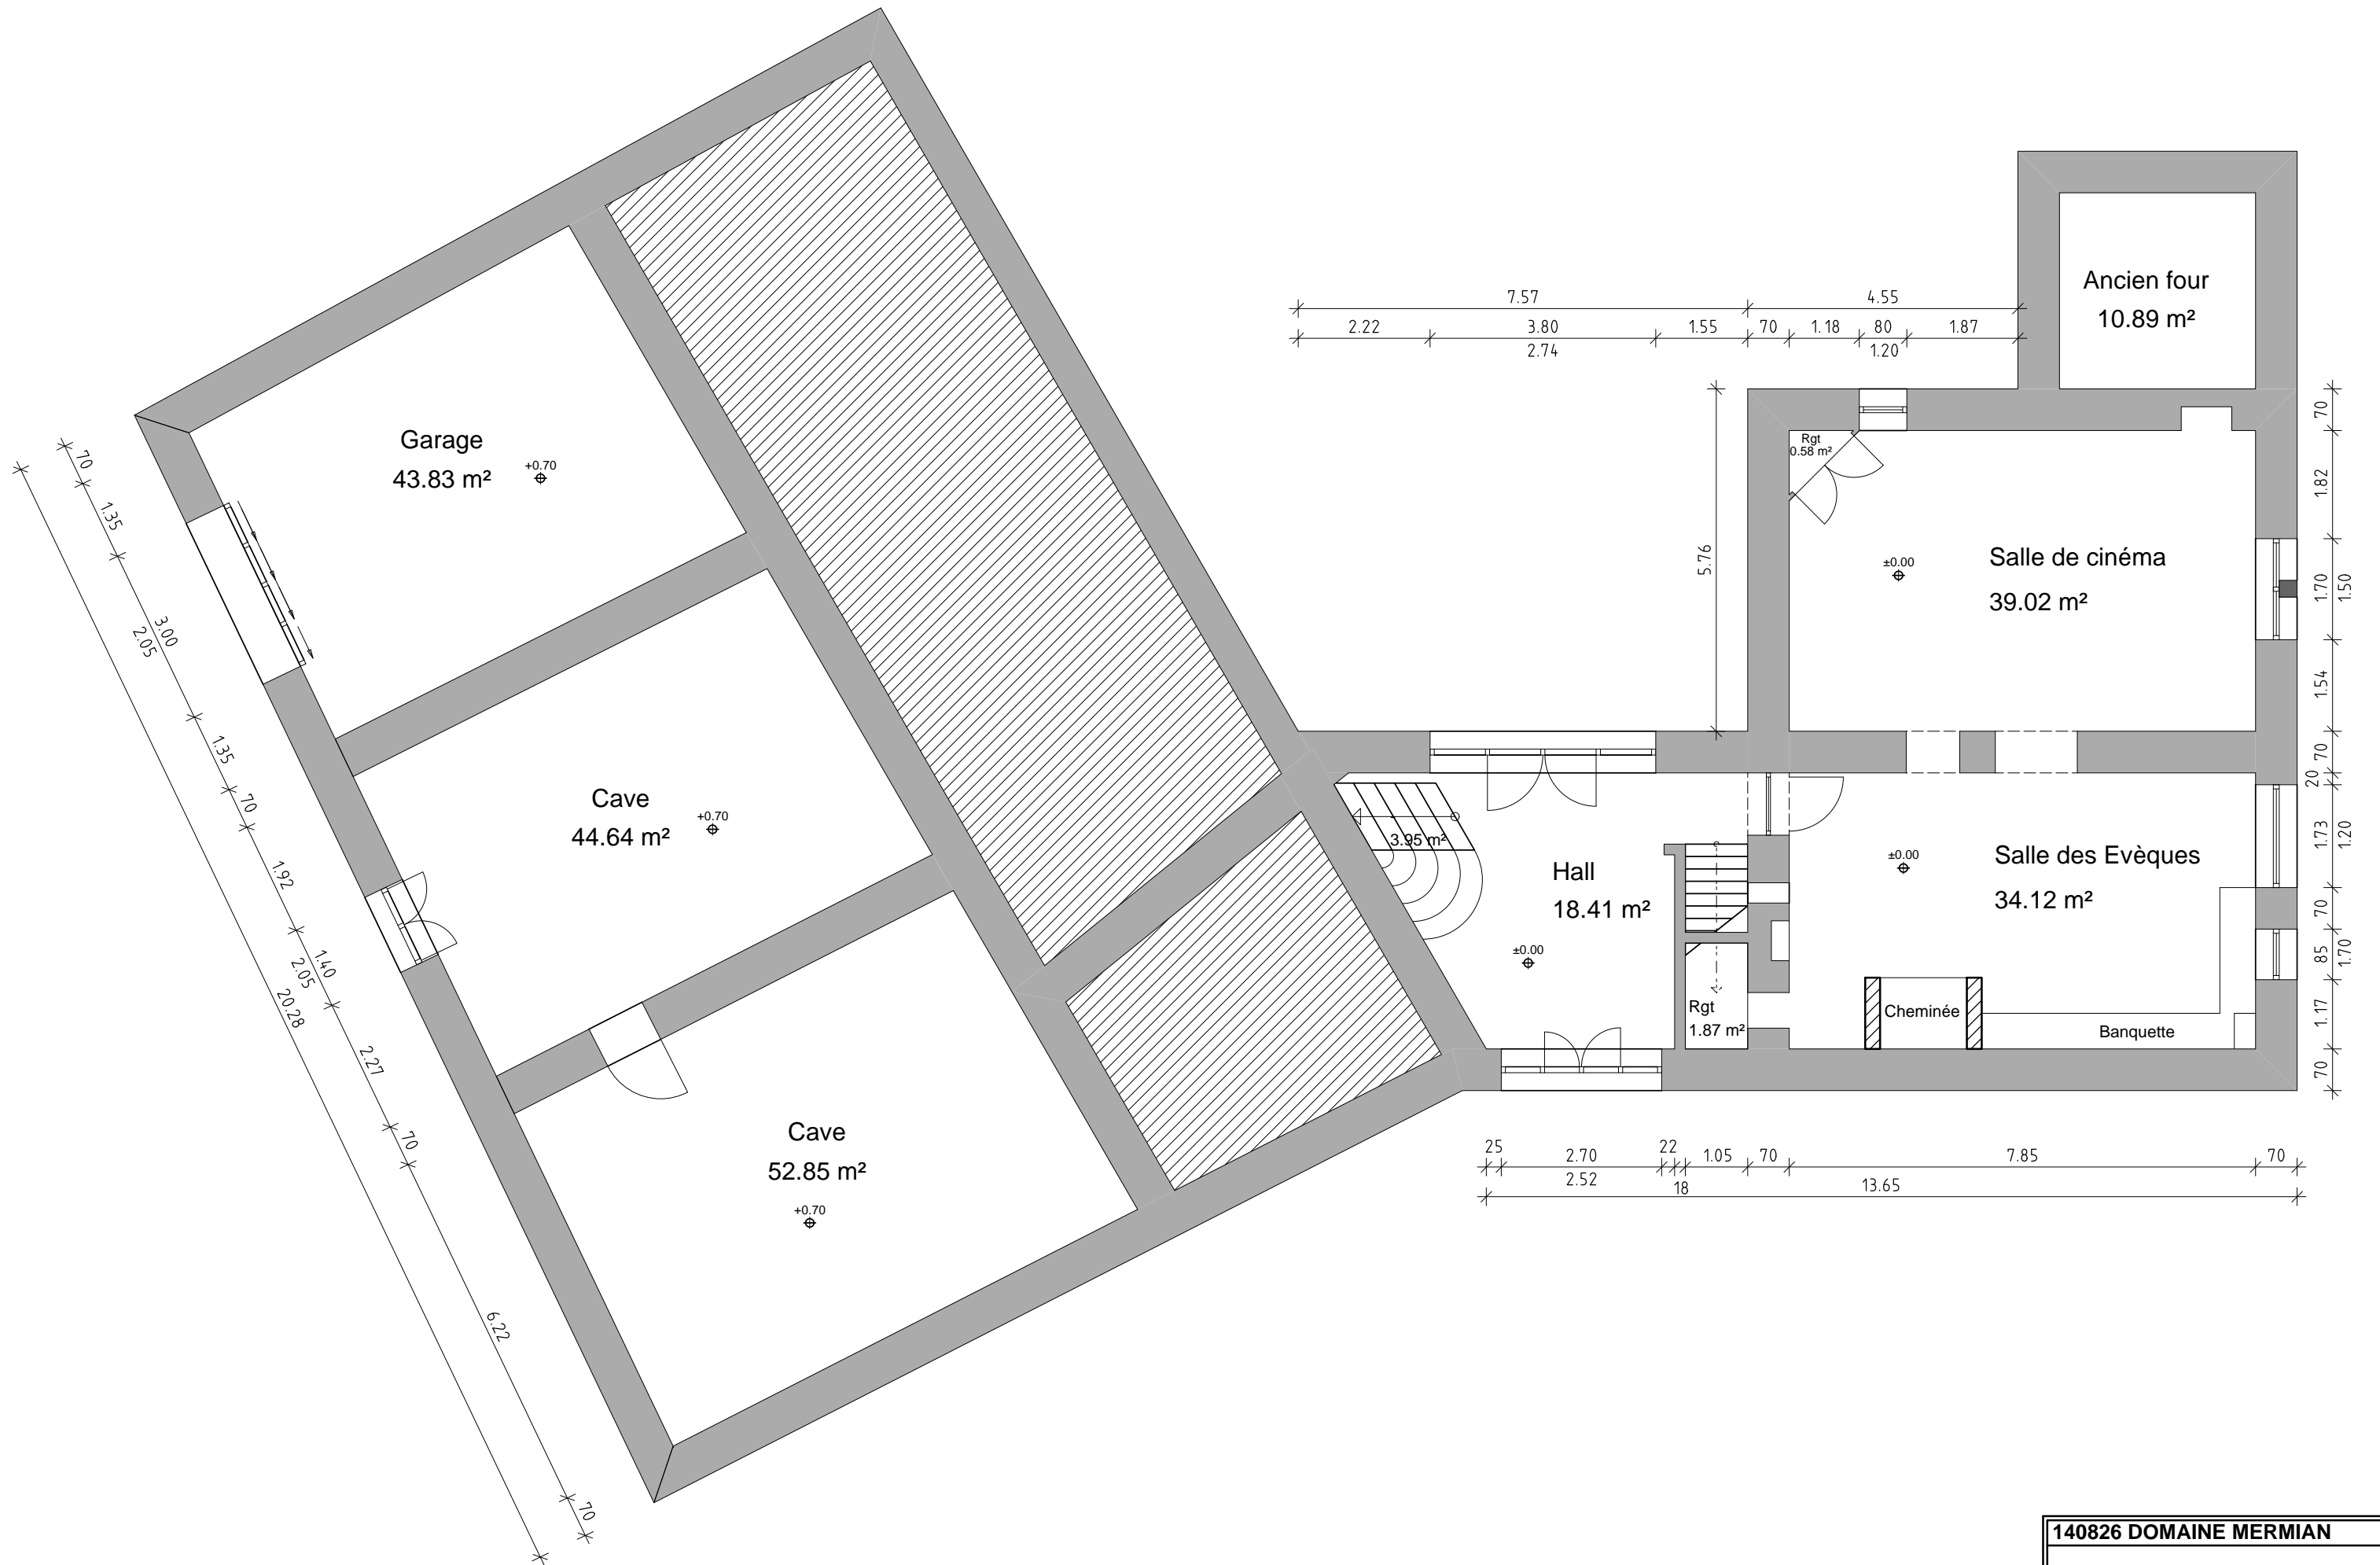 Garage
43.83 m²
+0.70
Cave
44.64 m²
+0.70
Cave
52.85 m²
+0.70
70
1.35
3.00
2.05
1.35
70
1.92
1.40
2.05
2.27
70
6.22
70
20.28
7.57
4.55
2.22
3.80
1.55
70
1.18
80
1.87
2.74
1.20
5.76
Ancien four
10.89 m²
Rgt
0.58 m²
±0.00
Salle de cinéma
39.02 m²
3.95 m²
Hall
18.41 m²
±0.00
±0.00
Salle des Evèques
34.12 m²
Rgt
1.87 m²
Cheminée
Banquette
70
1.82
1.70
1.50
1.54
70
20
1.73
1.20
70
85
1.70
1.17
70
25
2.70
22
1.05
70
7.85
70
2.52
18
13.65
140826 DOMAINE MERMIAN